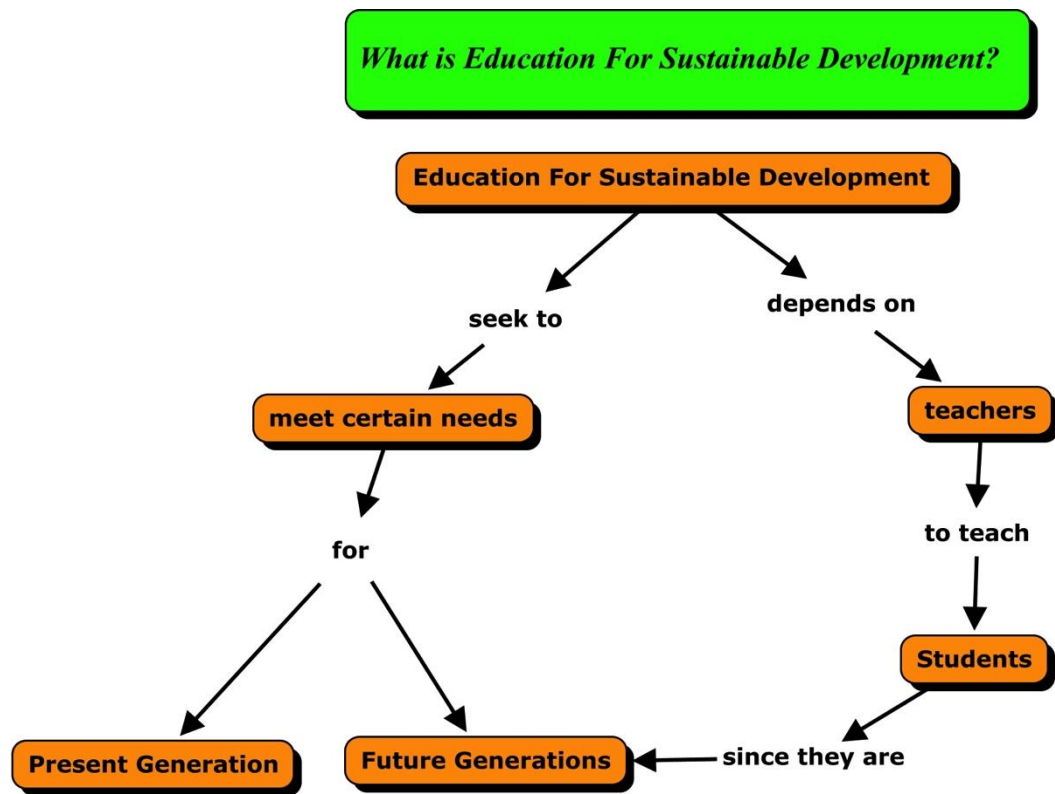 What is Education For Sustainable Development?
Education For Sustainable Development
seek to
depends on
meet certain needs
teachers
for
to teach
Students
Present Generation
Future Generations
since they are